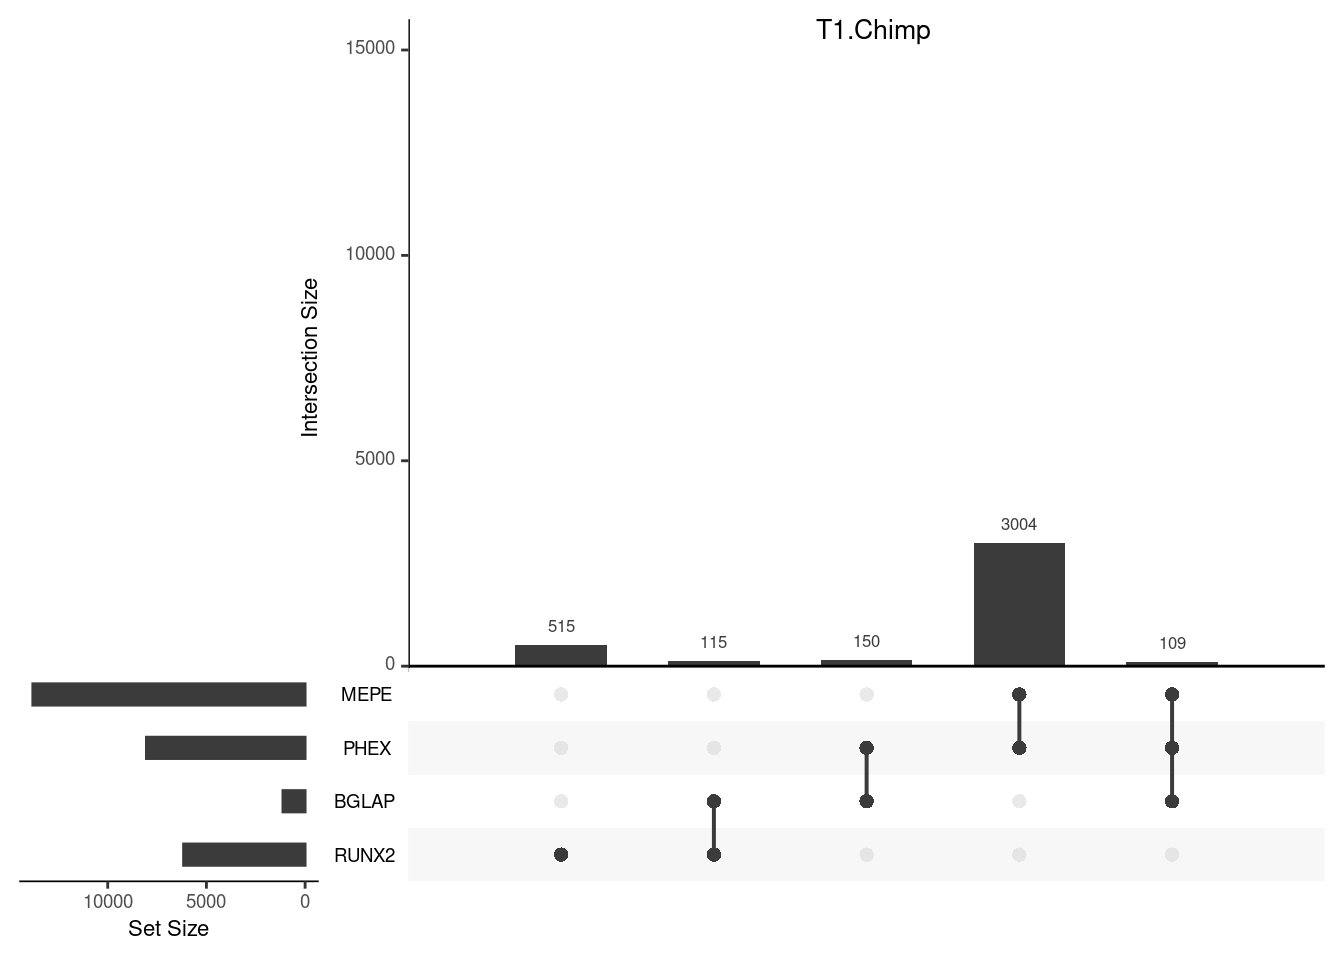 T1.Chimp
15000
10000
5000
0
Intersection Size
515
115
150
3004
109
MEPE
PHEX
BGLAP
RUNX2
10000 5000 0
Set Size